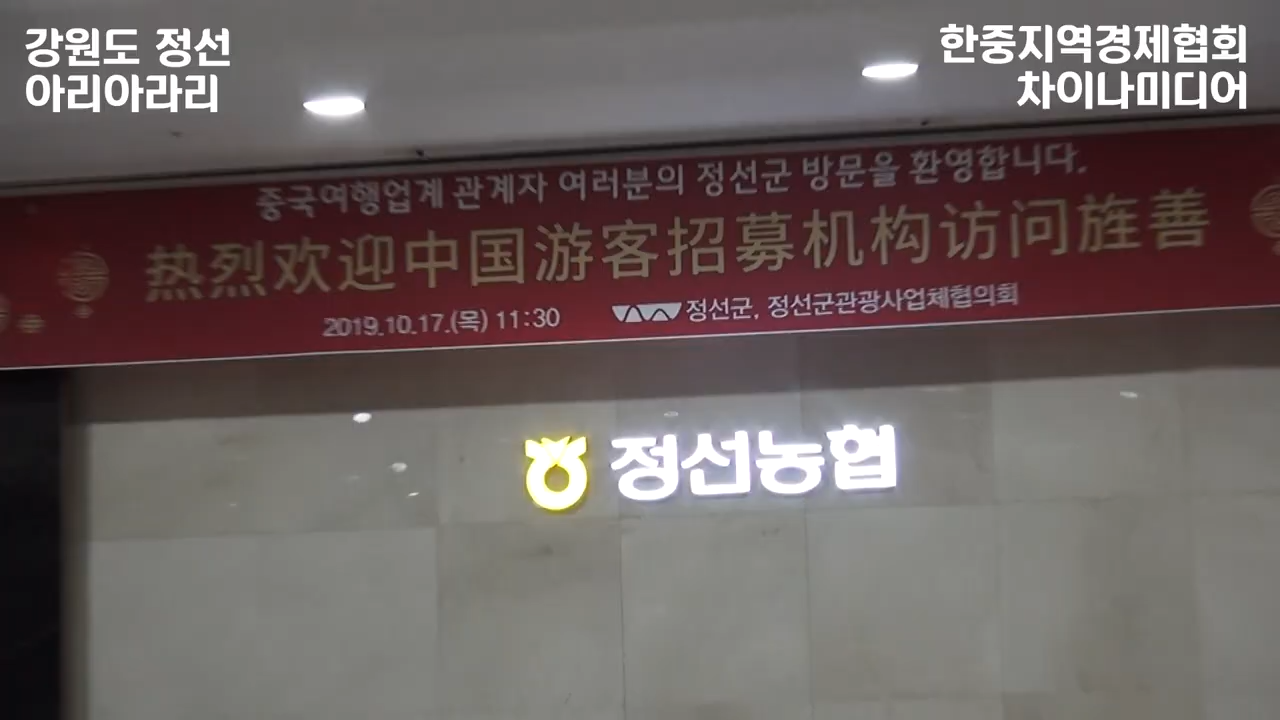 강원도 정선
아리아라리
한중지역경제협회
차이나미디어
중국여행업계 관계자 여러분의 정선군 방문을 환영합니다.
热烈欢迎中国游客招募机构访问旌善
2019.10.17.(목) 11:30
정선군, 정선군관광사업체협의회
정선농협